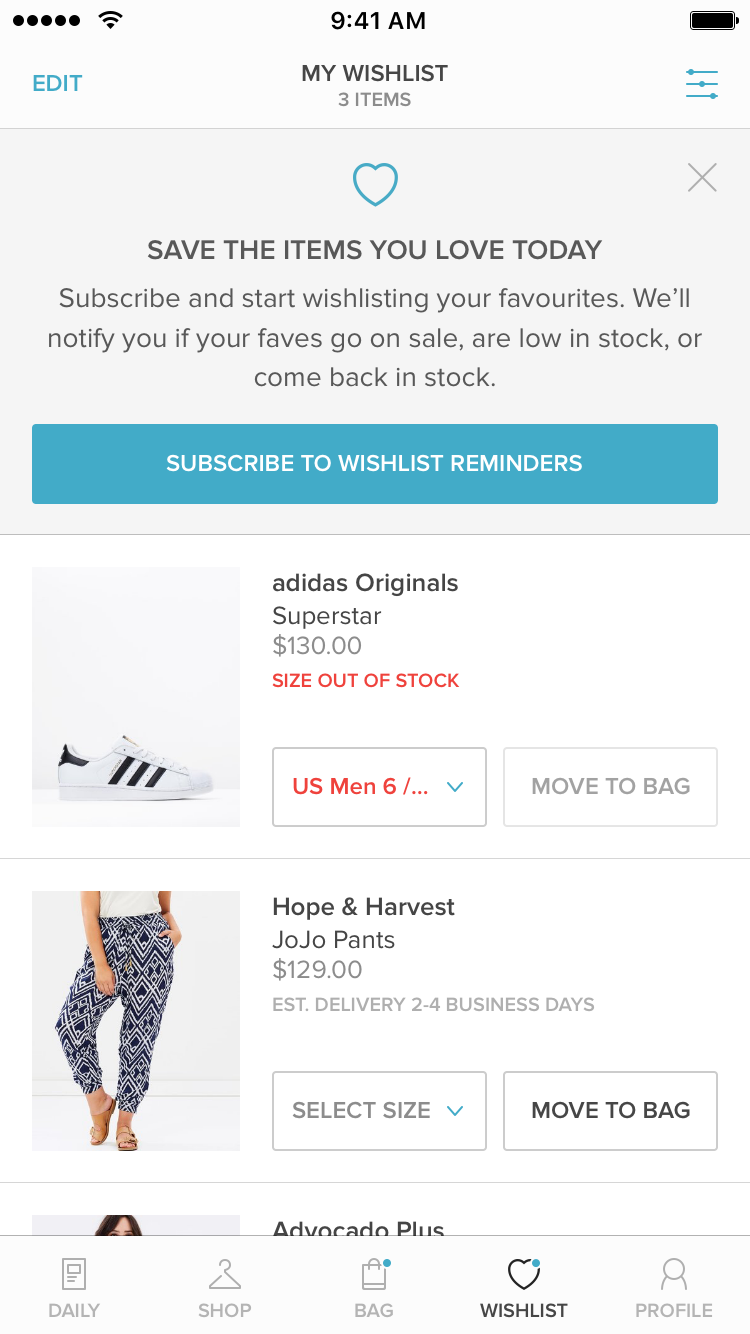 9:41 AM
EDIT
MY WISHLIST
3 ITEMS
SAVE THE ITEMS YOU LOVE TODAY
Subscribe and start wishlisting your favourites. We’ll
notify you if your faves go on sale, are low in stock, or
come back in stock.
SUBSCRIBE TO WISHLIST REMINDERS
adidas Originals
Superstar
$130.00
SIZE OUT OF STOCK
US Men 6 /...
MOVE TO BAG
Hope & Harvest
JoJo Pants
$129.00
EST. DELIVERY 2-4 BUSINESS DAYS
SELECT SIZE
MOVE TO BAG
Advocado Plus
DAILY
SHOP
BAG
WISHLIST
PROFILE